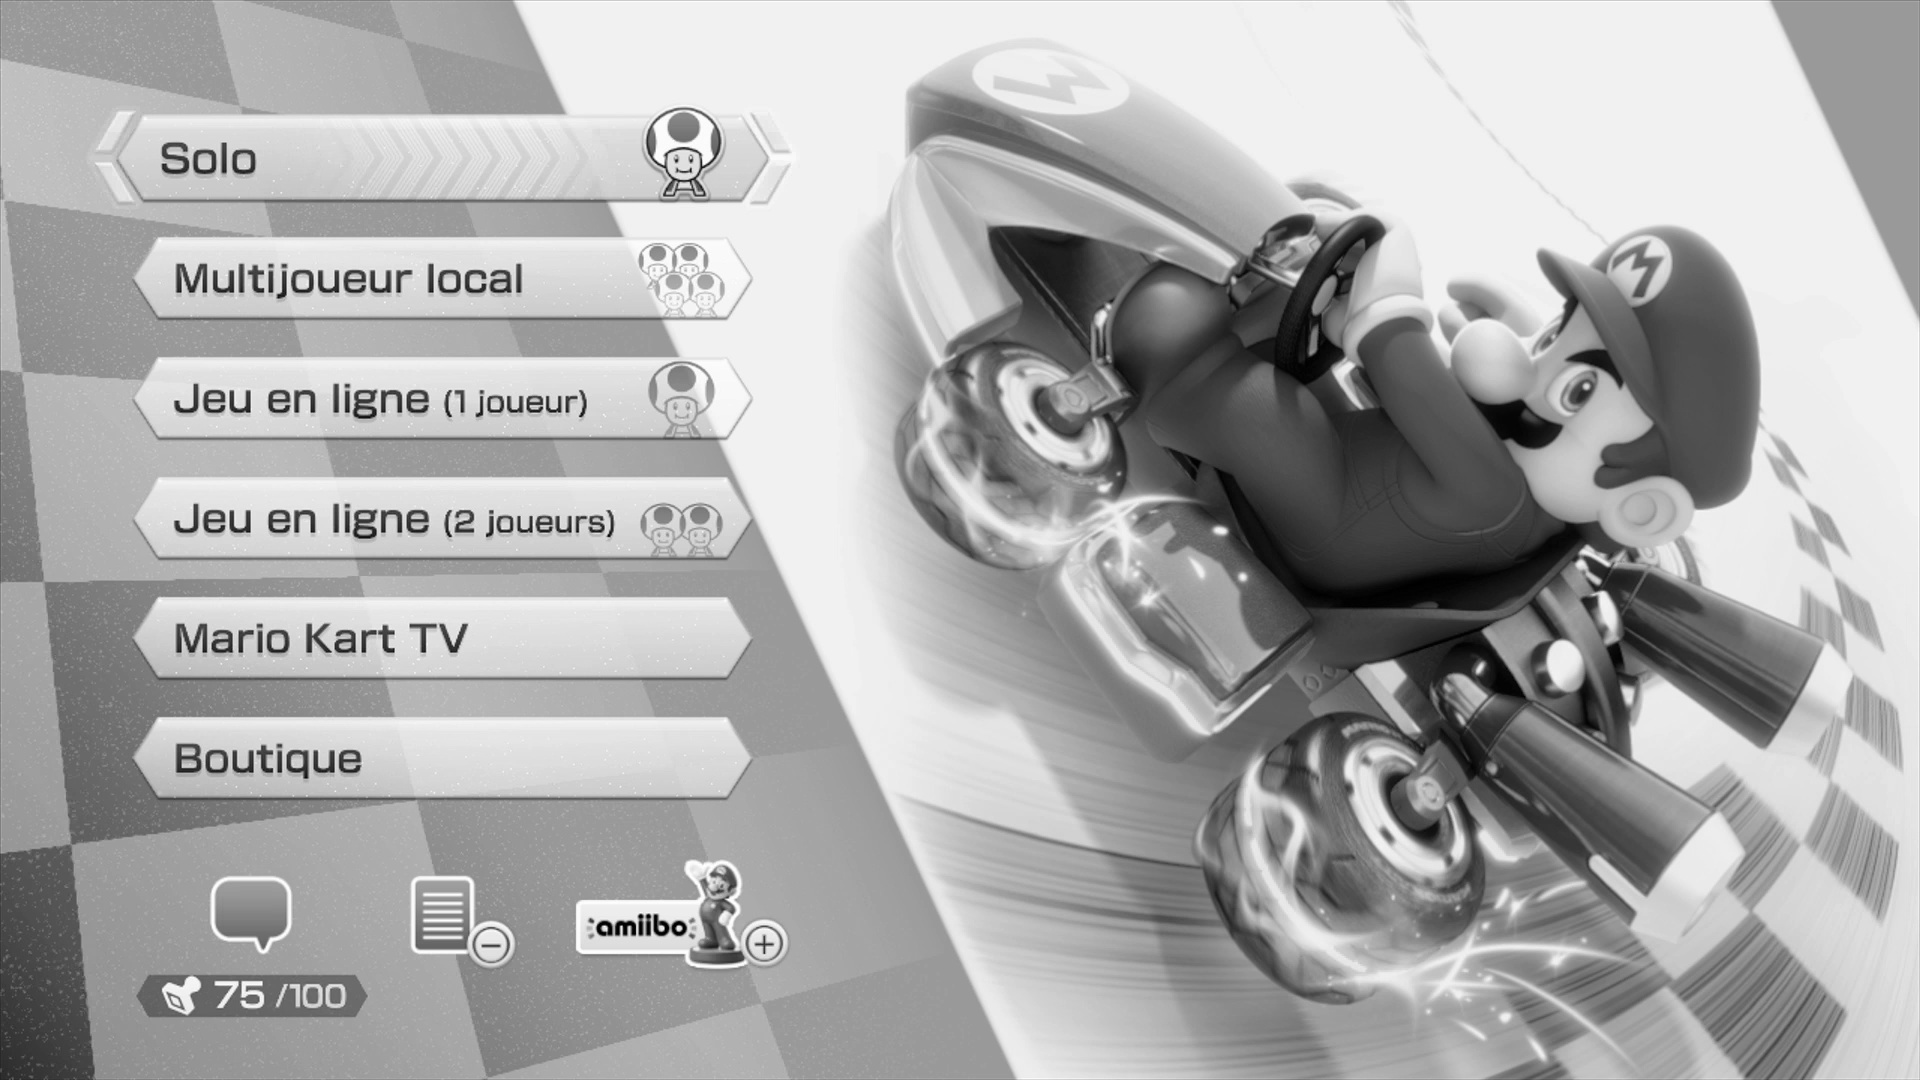 Solo
Multijoueur local
Jeu en ligne (1 joueur)
Jeu en ligne (2 joueurs)
Mario Kart TV
Boutique
amiibo
75 /100
M
M